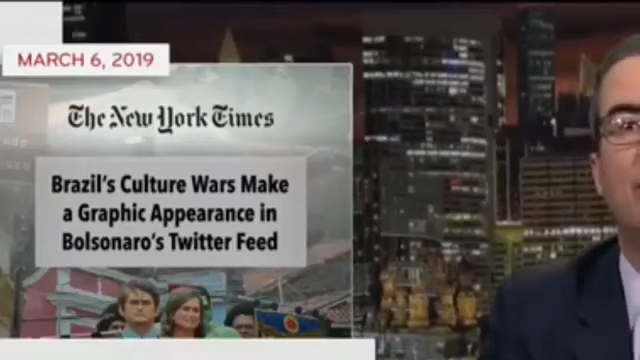 MARCH 6, 2019
The New York Times
Brazil's Culture Wars Make
a Graphic Appearance in
Bolsonaro's Twitter Feed